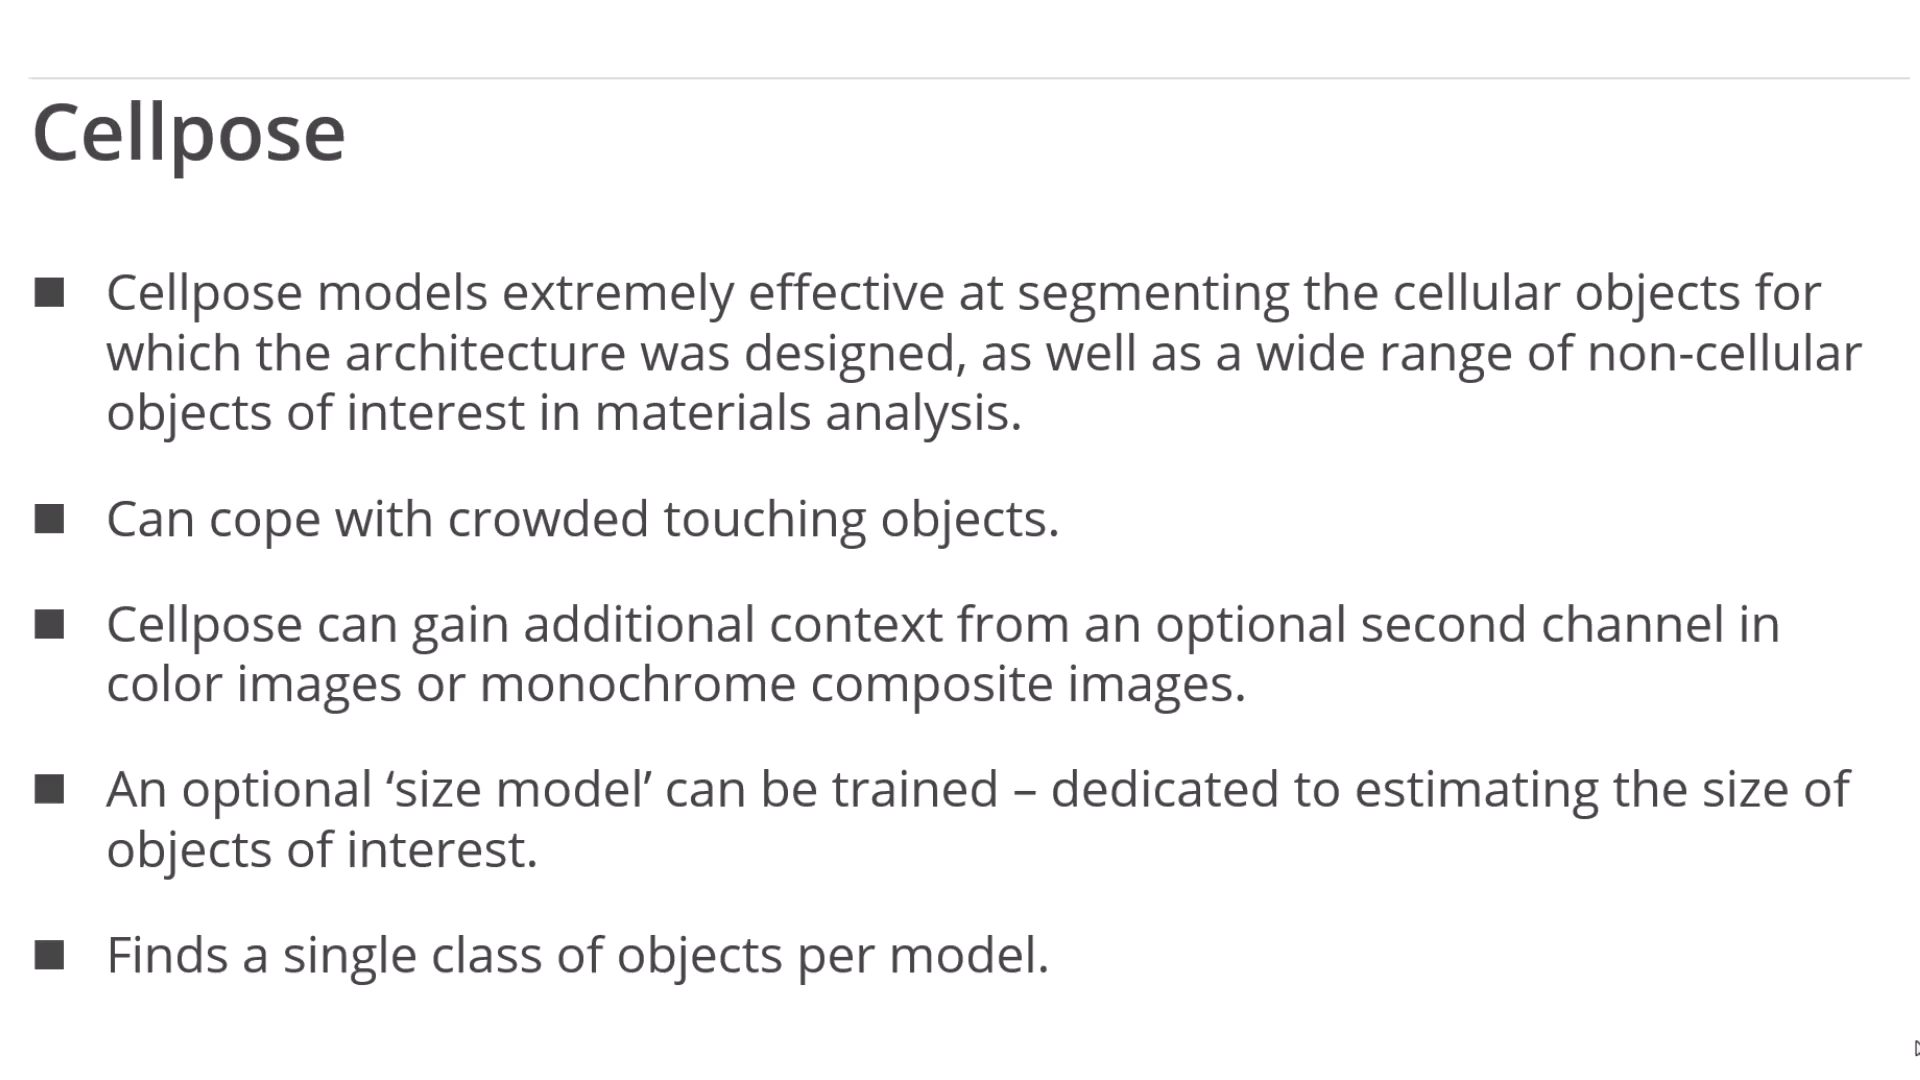 Cellpose
■ Cellpose models extremely effective at segmenting the cellular objects for
which the architecture was designed, as well as a wide range of non-cellular
objects of interest in materials analysis.
■ Can cope with crowded touching objects.
■ Cellpose can gain additional context from an optional second channel in
color images or monochrome composite images.
■ An optional ‘size model’ can be trained – dedicated to estimating the size of
objects of interest.
■ Finds a single class of objects per model.